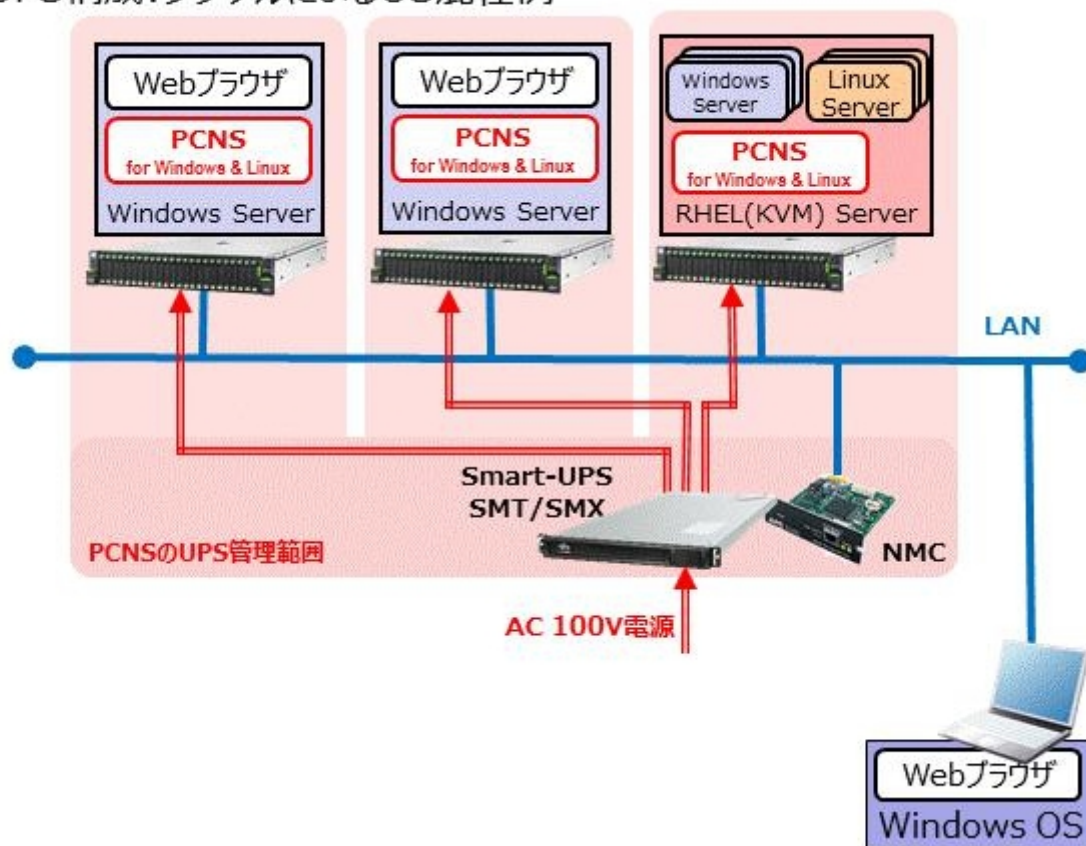 Webブラウザ
PCNS
for Windows & Linux
Windows Server
Webブラウザ
PCNS
for Windows & Linux
Windows Server
Windows
Server
Linux
Server
PCNS
for Windows & Linux
RHEL(KVM) Server
LAN
Smart-UPS
SMT/SMX
PCNSのUPS管理範囲
NMC
AC 100V電源
Webブラウザ
Windows OS